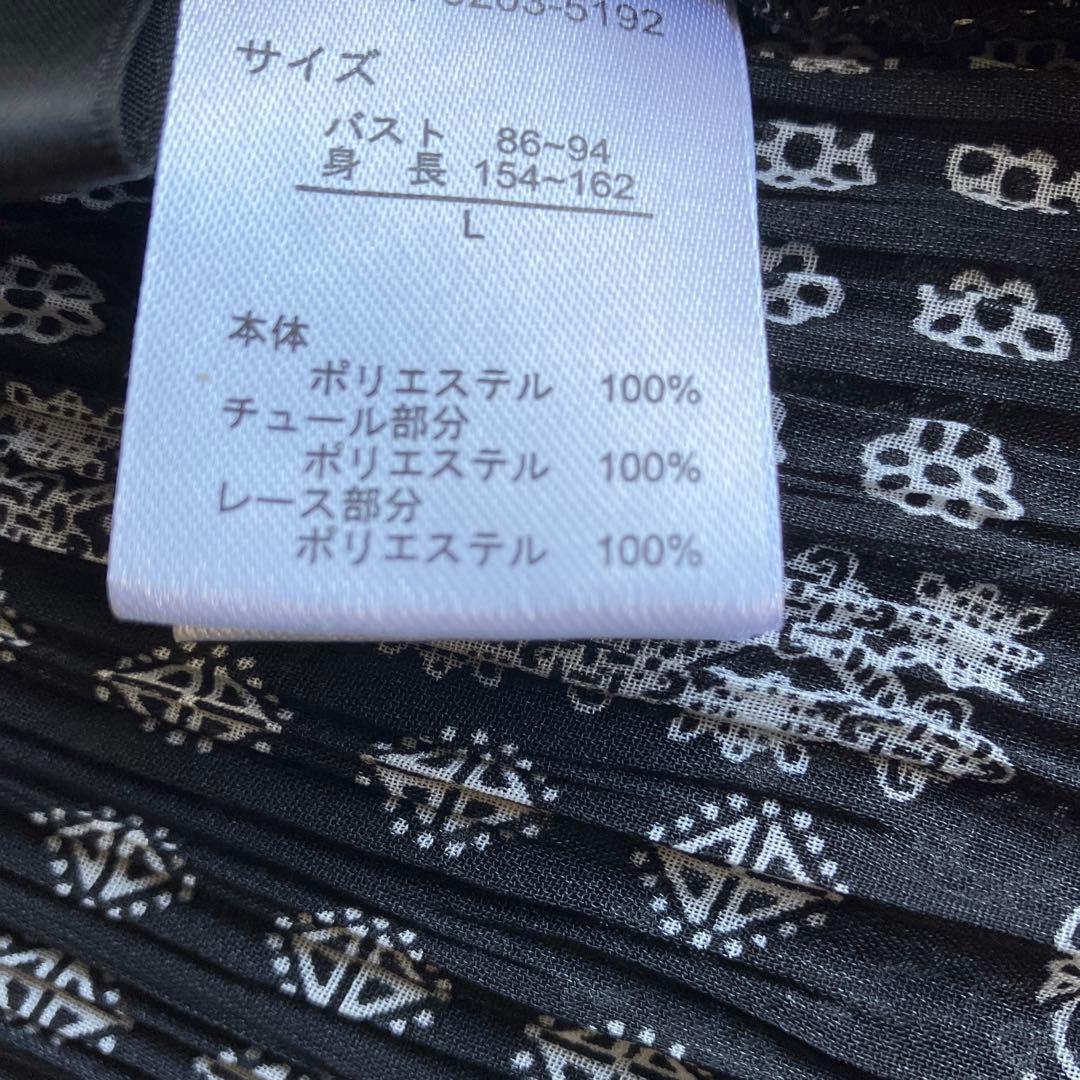 5203-5192
サイズ
バスト 86~94
身 長 154~162
L
本体
ポリエステル 100%
チュール部分
ポリエステル 100%
レース部分
ポリエステル 100%